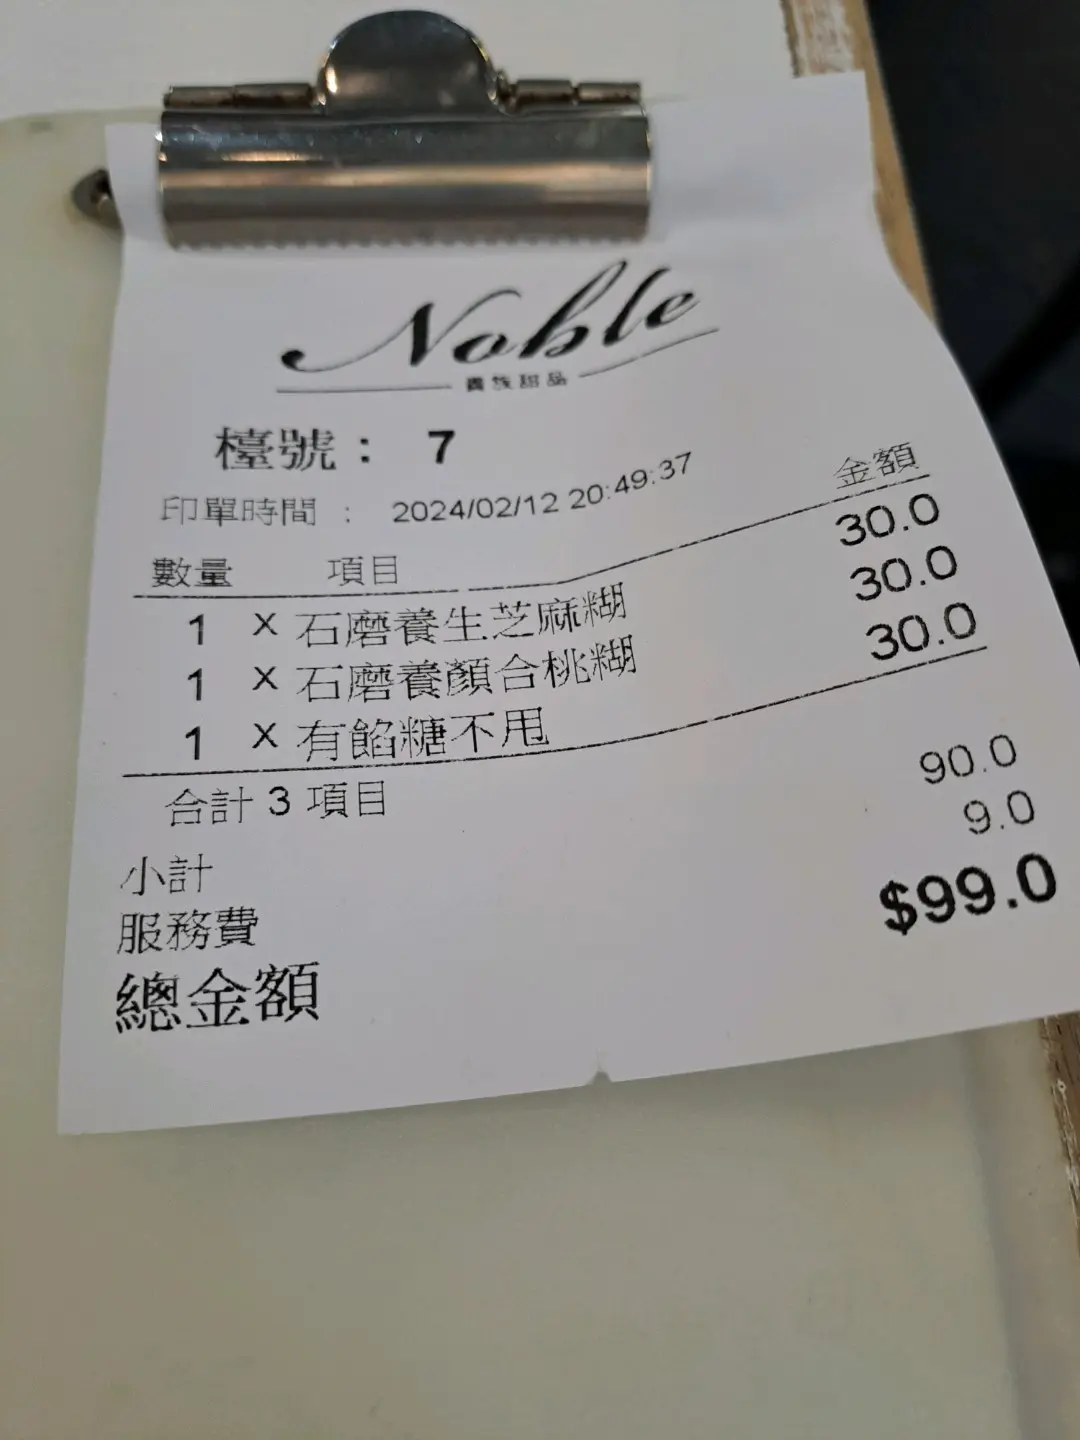 Noble
貴族甜品
檯號： 7
印單時間 ： 2024/02/12 20:49:37
數量 項目 金額
1 X 石磨養生芝麻糊 30.0
1 X 石磨養顏合桃糊 30.0
1 X 有餡糖不甩 30.0
合計 3 項目
小計 90.0
服務費 9.0
總金額 $99.0